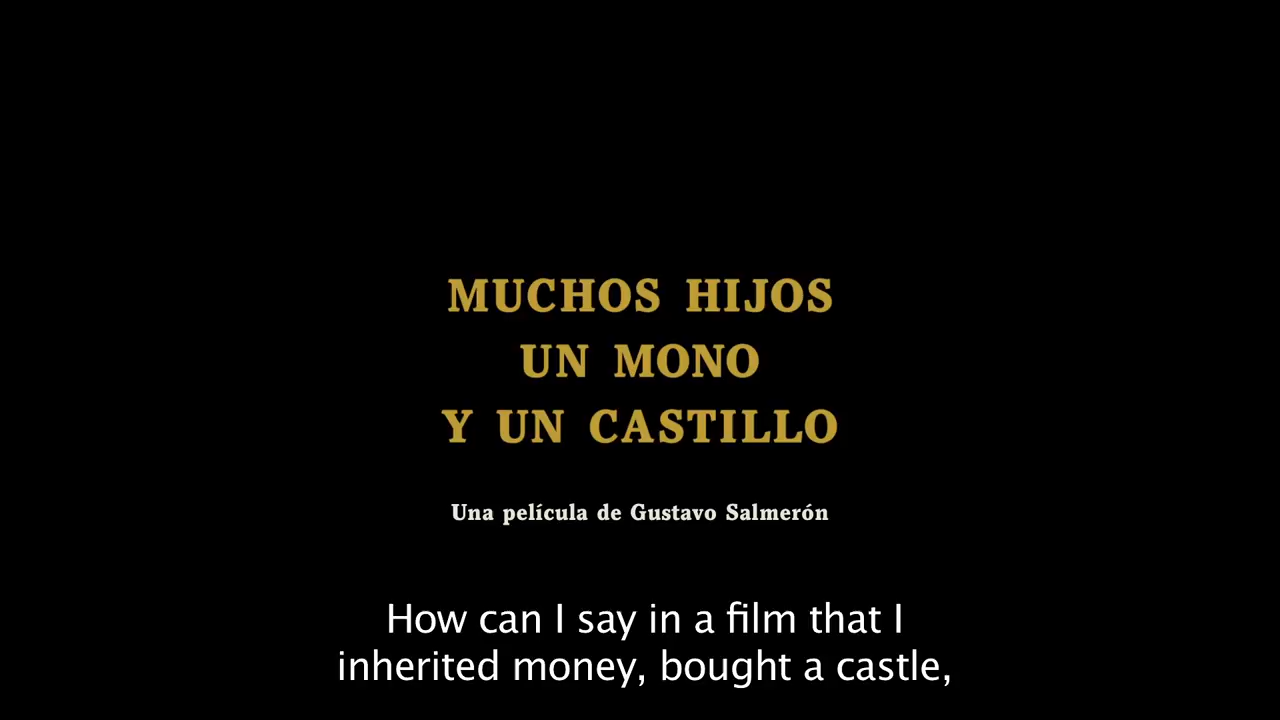 MUCHOS HIJOS
UN MONO
Y UN CASTILLO
Una película de Gustavo Salmerón
How can I say in a film that I
inherited money, bought a castle,